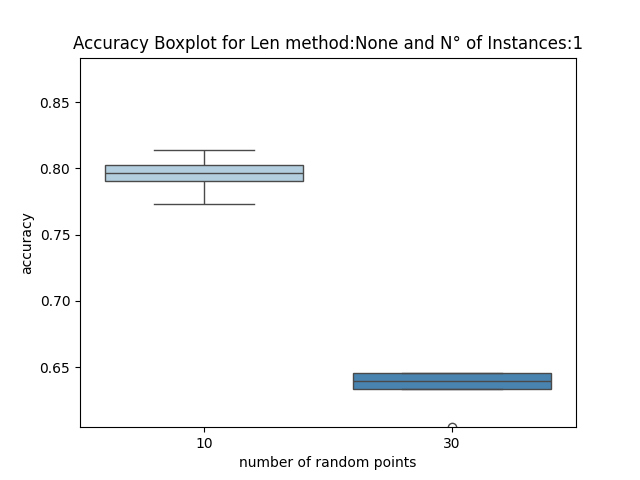 Accuracy Boxplot for Len method:None and N° of Instances:1
0.85
0.80
0.75
0.70
0.65
accuracy
10 30
number of random points